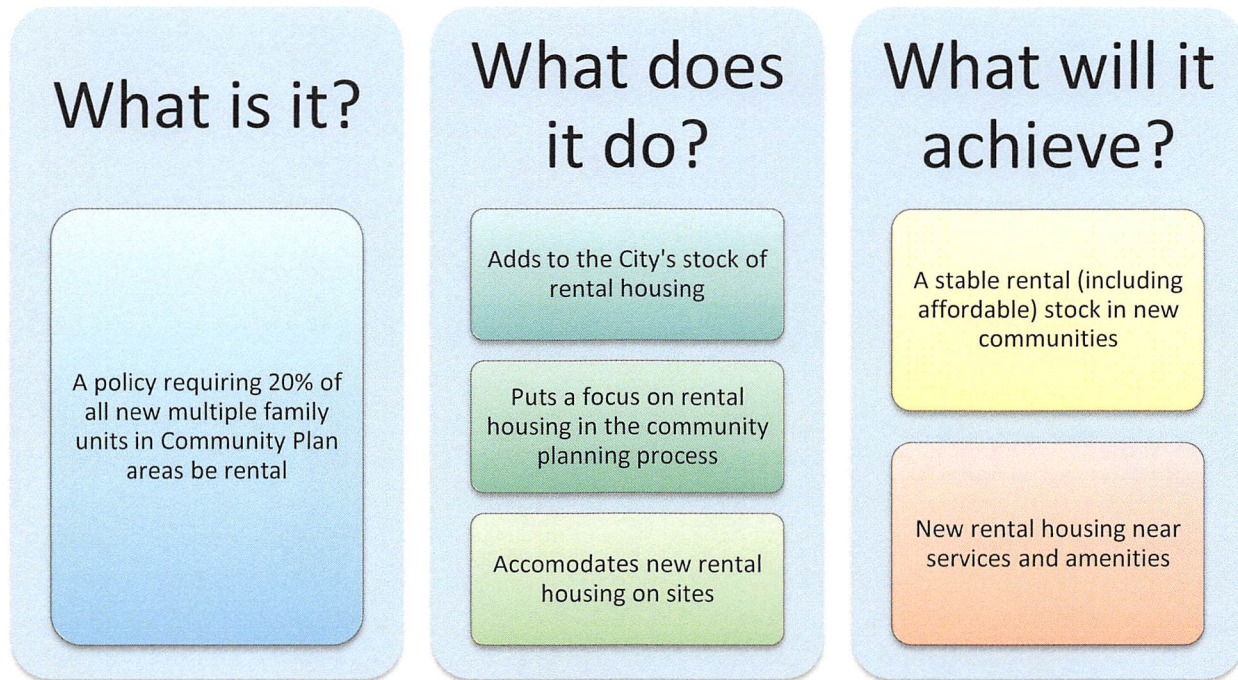 What is it?
A policy requiring 20% of
all new multiple family
units in Community Plan
areas be rental
What does
it do?
Adds to the City's stock of
rental housing
Puts a focus on rental
housing in the community
planning process
Accomodates new rental
housing on sites
What will it
achieve?
A stable rental (including
affordable) stock in new
communities
New rental housing near
services and amenities